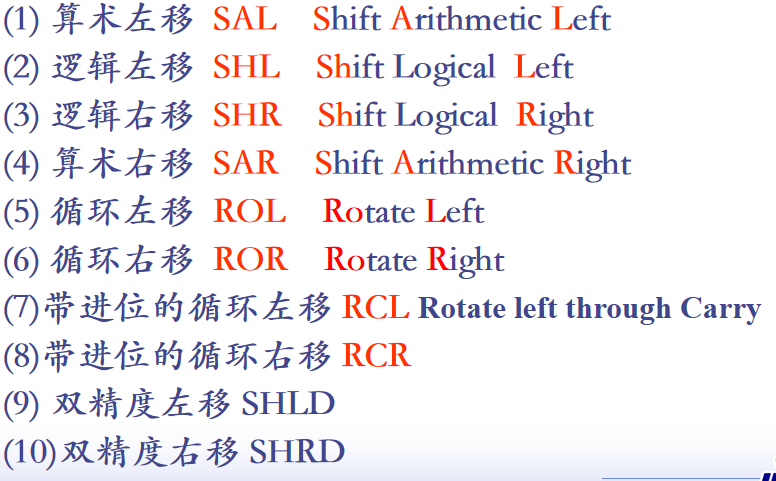 (1) 算术左移 SAL Shift Arithmetic Left
(2) 逻辑左移 SHL Shift Logical Left
(3) 逻辑右移 SHR Shift Logical Right
(4) 算术右移 SAR Shift Arithmetic Right
(5) 循环左移 ROL Rotate Left
(6) 循环右移 ROR Rotate Right
(7)带进位的循环左移 RCL Rotate left through Carry
(8)带进位的循环右移 RCR
(9) 双精度左移 SHLD
(10)双精度右移 SHRD